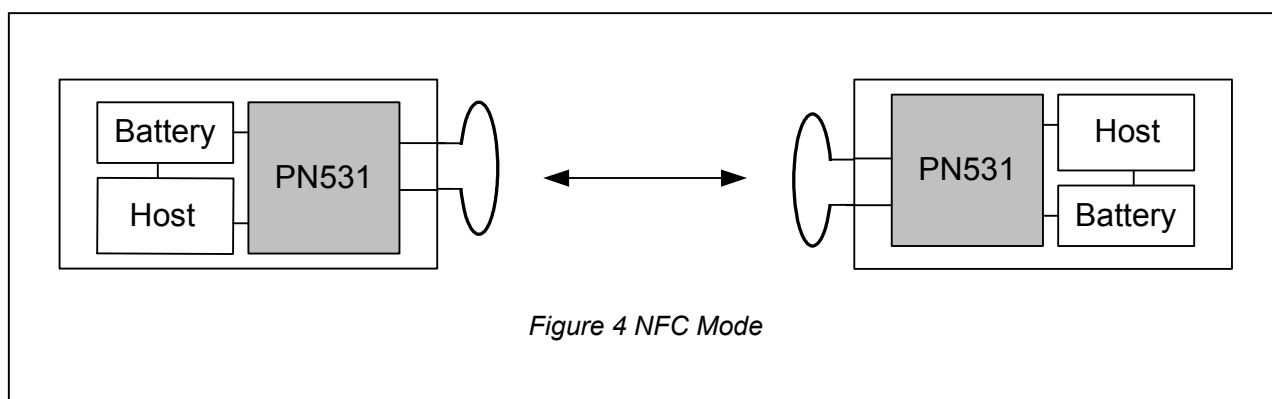 Battery
Host
PN531
PN531
Host
Battery
Figure 4 NFC Mode